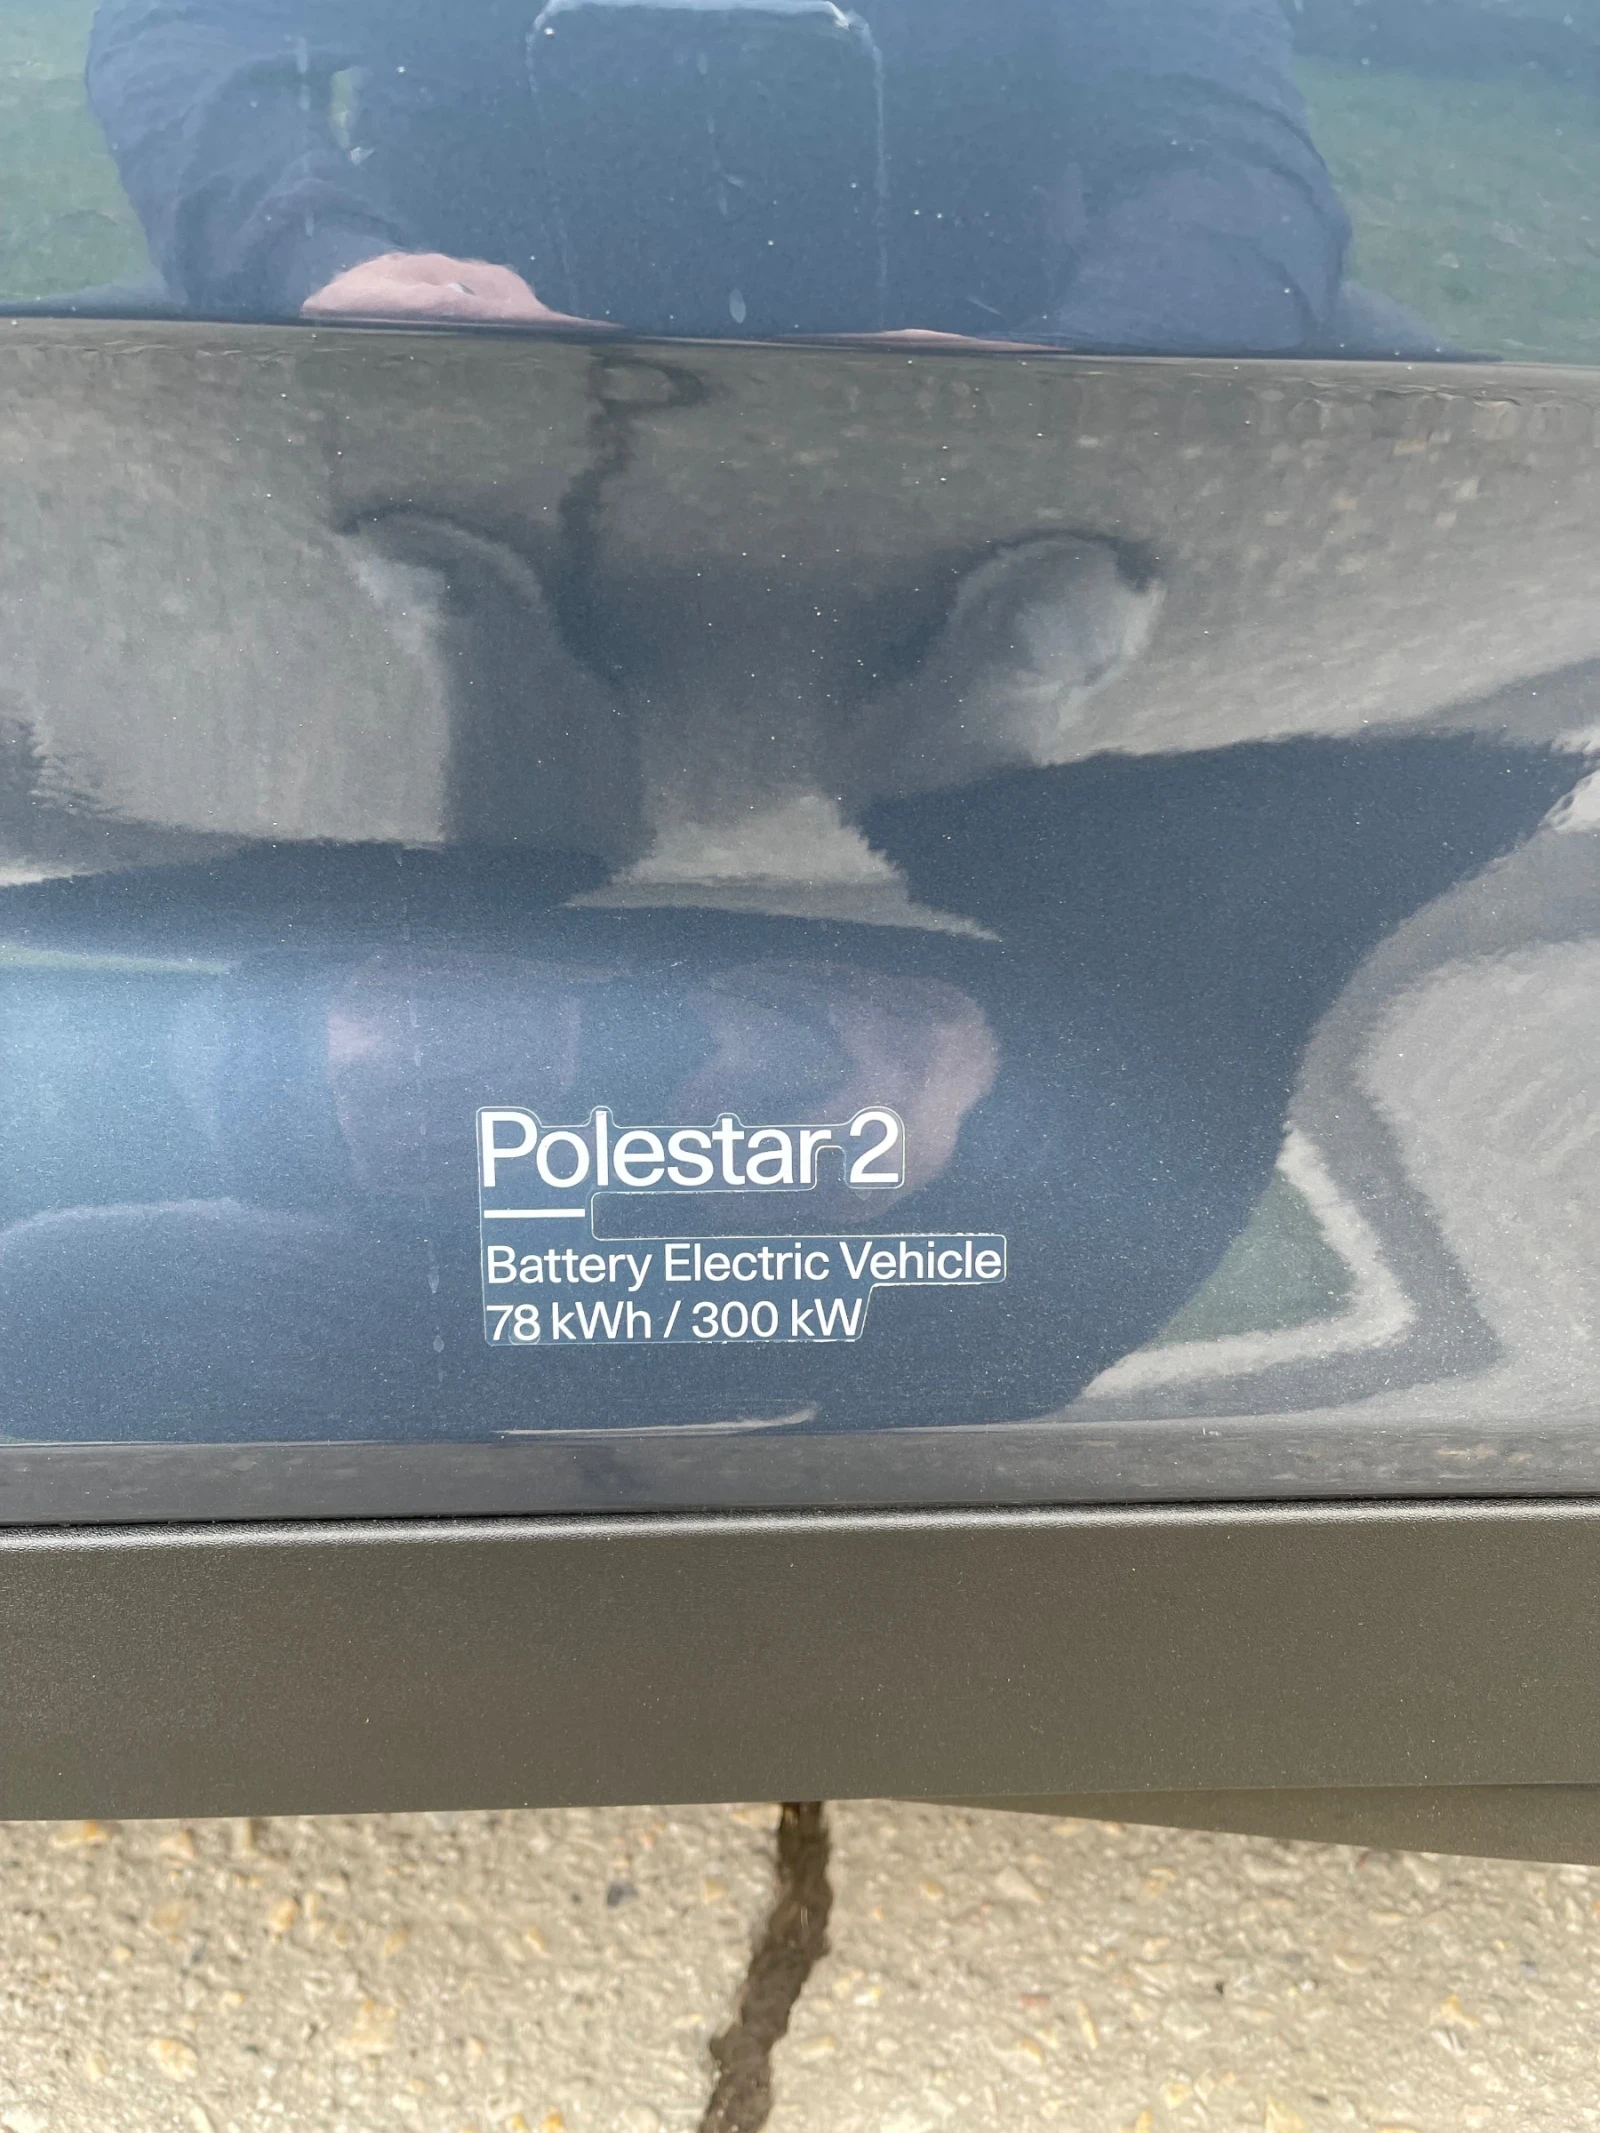 Polestar 2
Battery Electric Vehicle
78 kWh / 300 kW